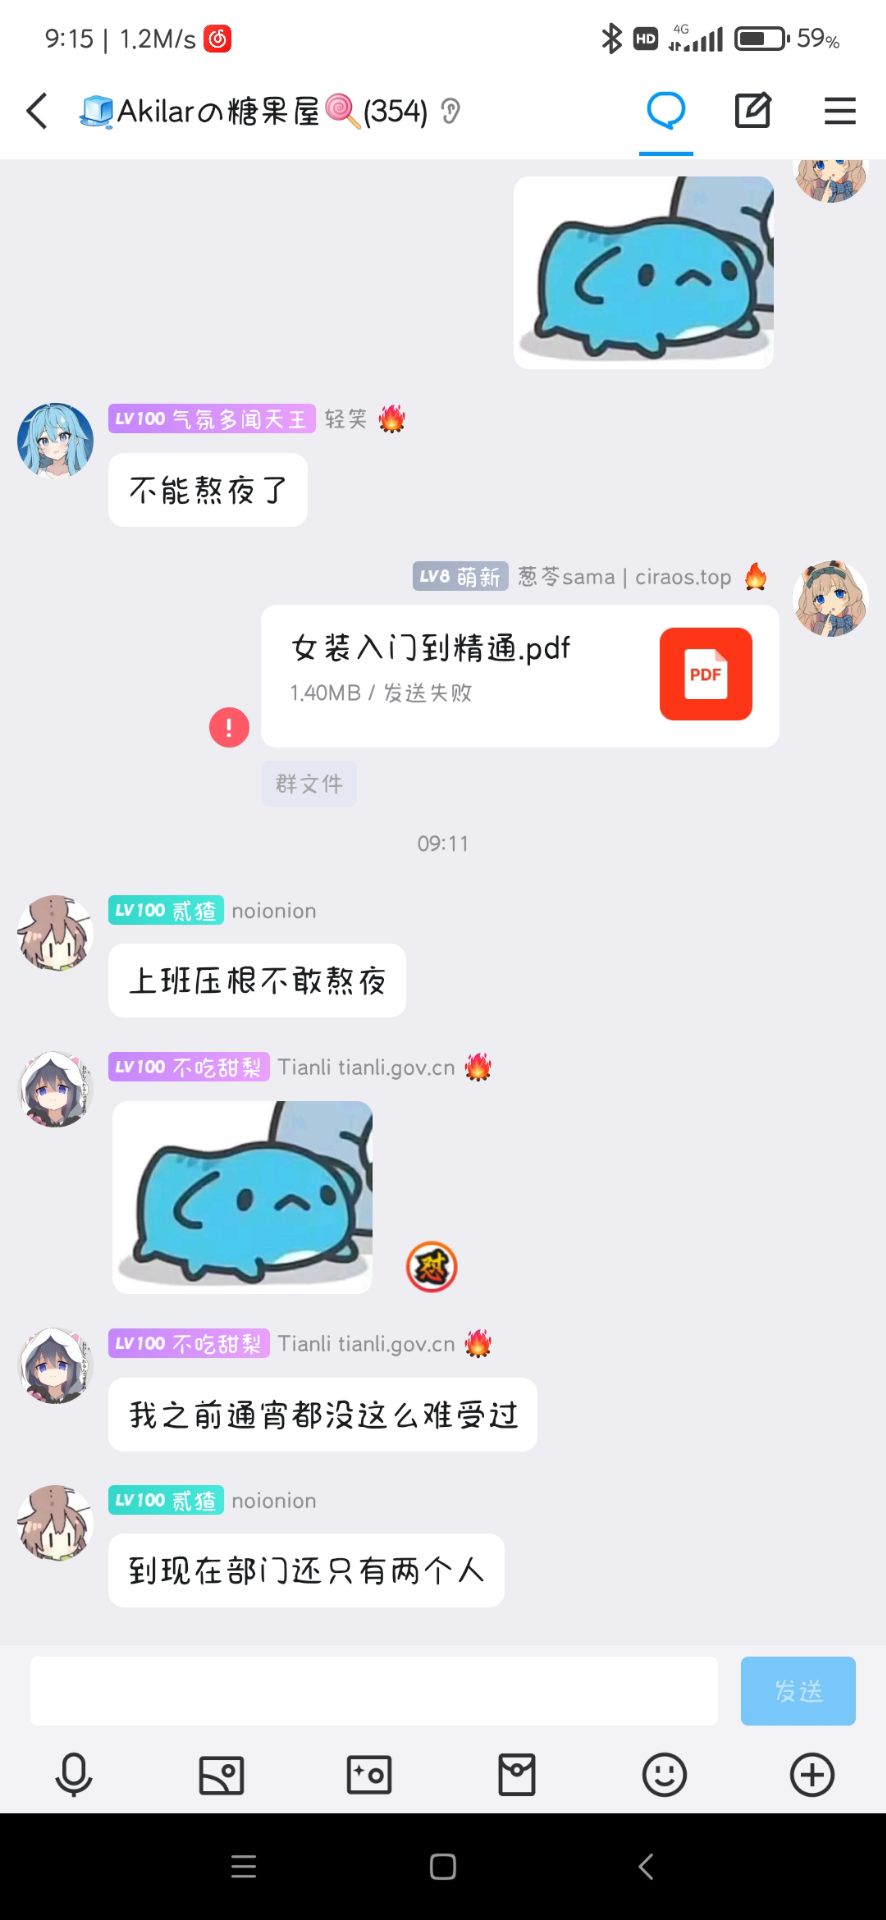 9:15 | 1.2M/s
HD 4G 59%
Akilarの糖果屋(354)
LV100 气氛多闻天王 轻笑
不能熬夜了
LV8 萌新 葱苓sama | ciraos.top
女装入门到精通.pdf
1.40MB / 发送失败
PDF
!
群文件
09:11
LV100 贰猹 noionion
上班压根不敢熬夜
LV100 不吃甜梨 Tianli tianli.gov.cn
怼
LV100 不吃甜梨 Tianli tianli.gov.cn
我之前通宵都没这么难受过
LV100 贰猹 noionion
到现在部门还只有两个人
发送